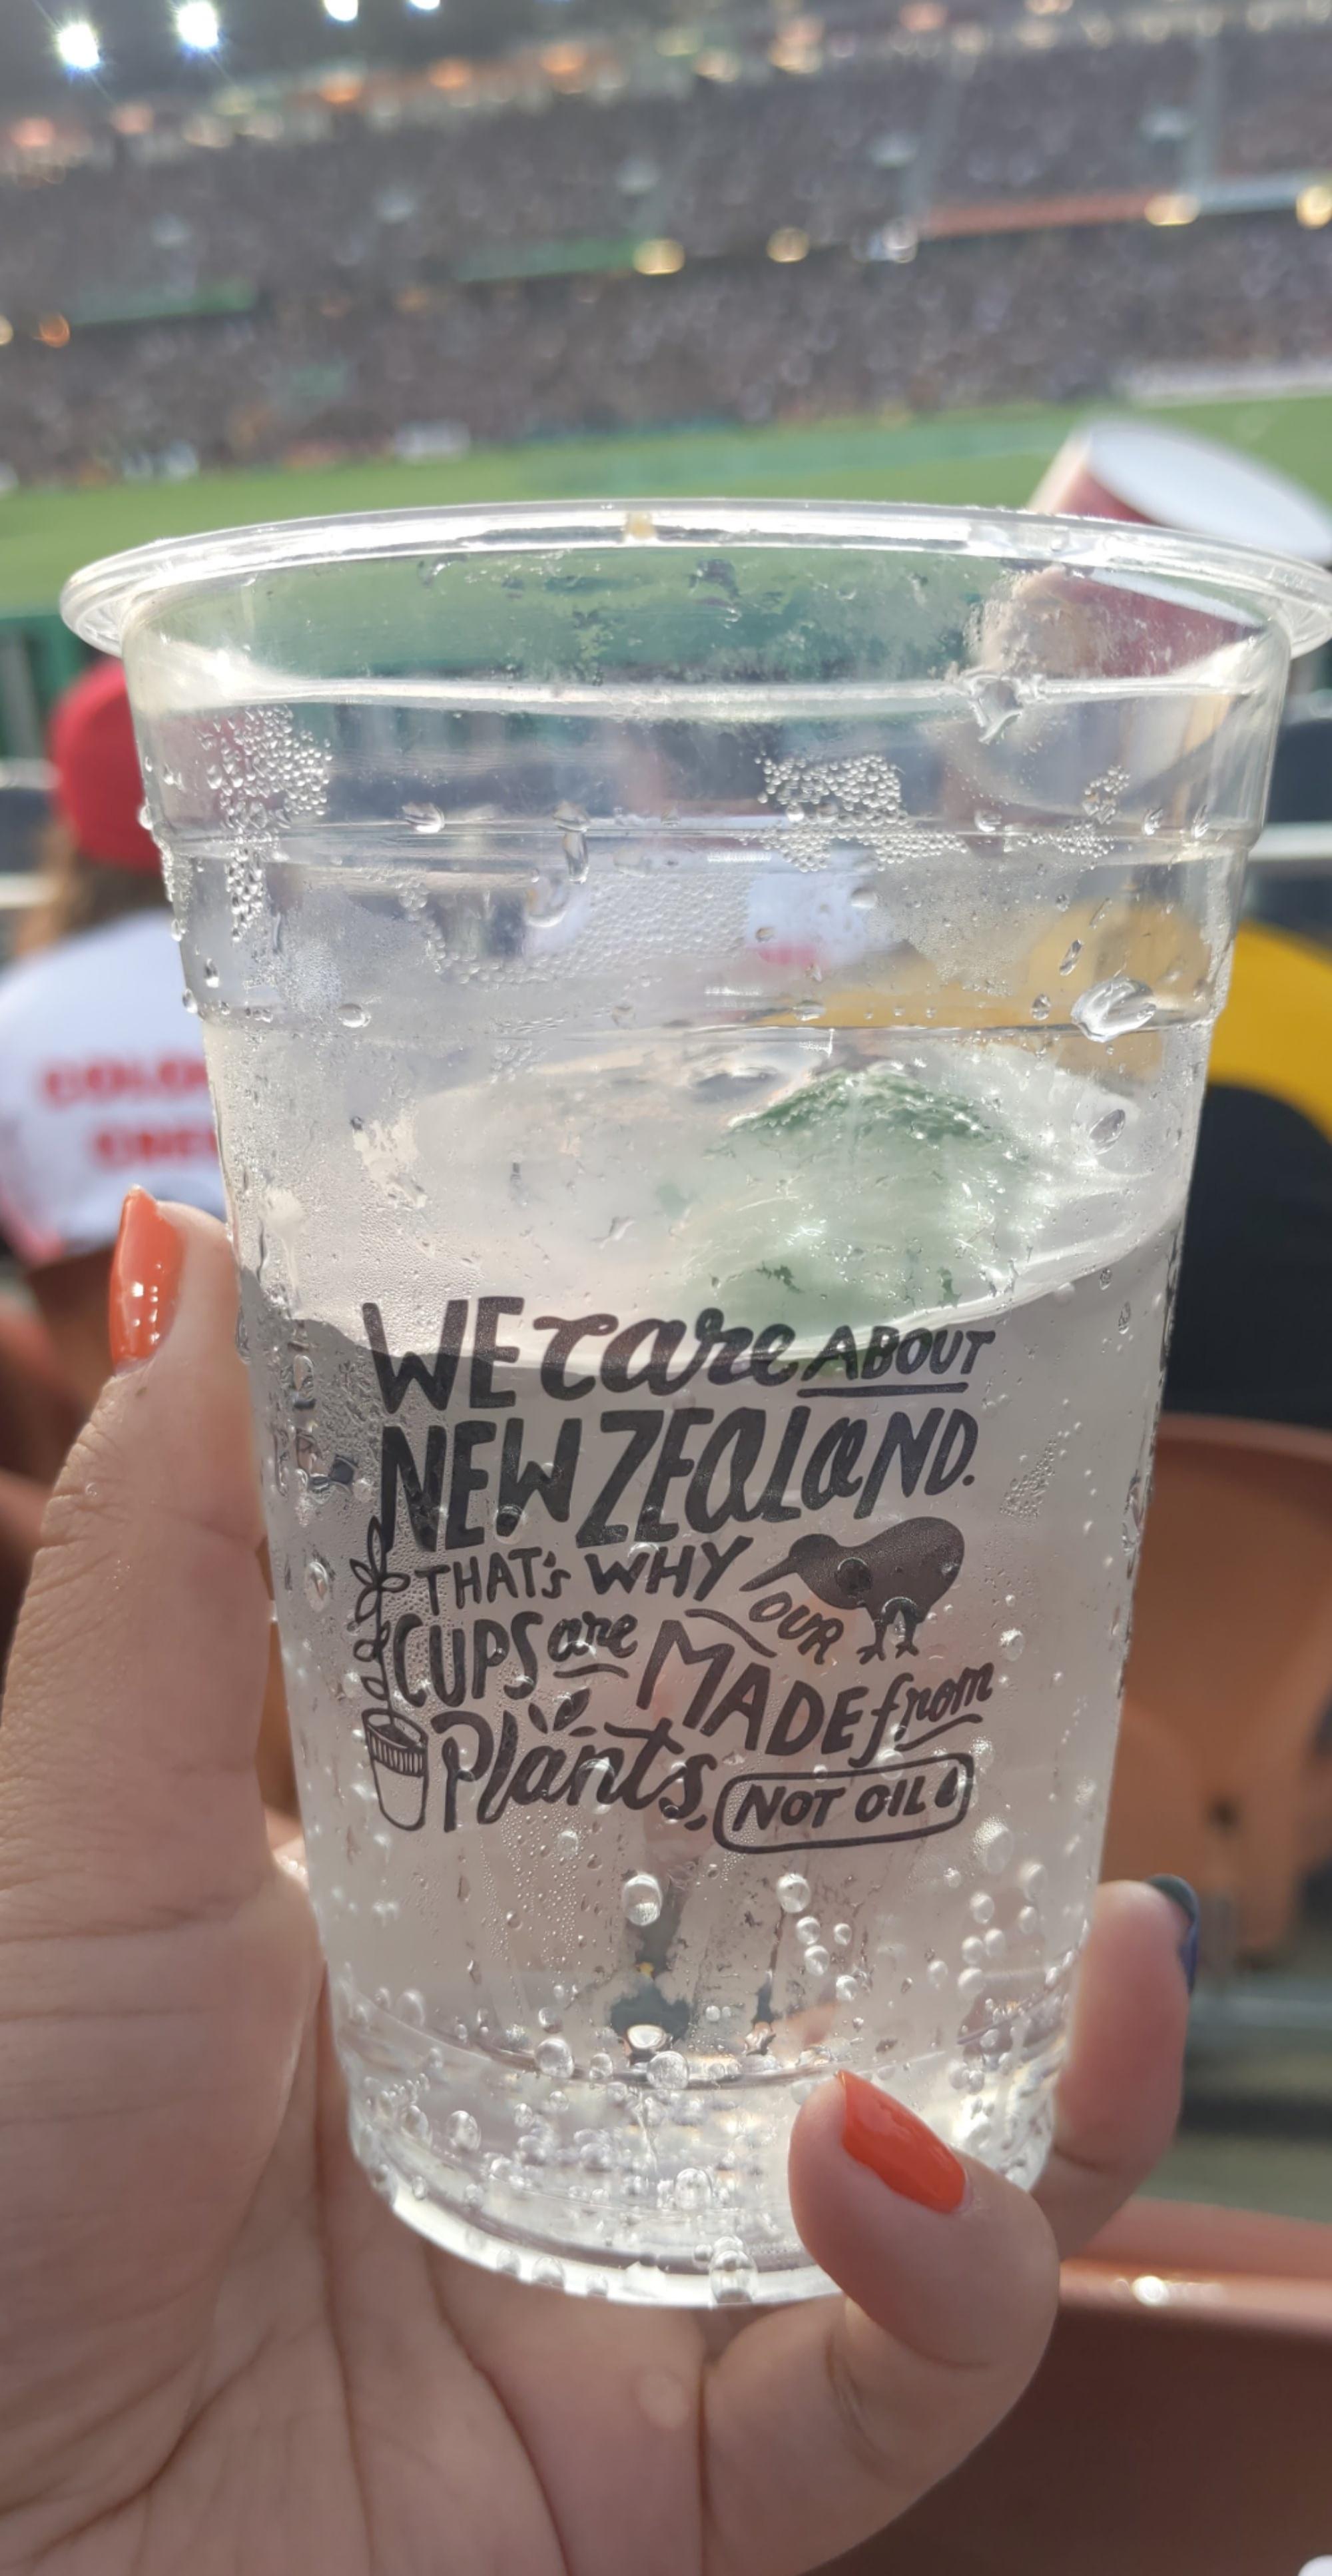 WE care ABOUT
NEW ZEALAND.
THAT'S WHY OUR
CUPS are MADE from
Plants. NOT OIL